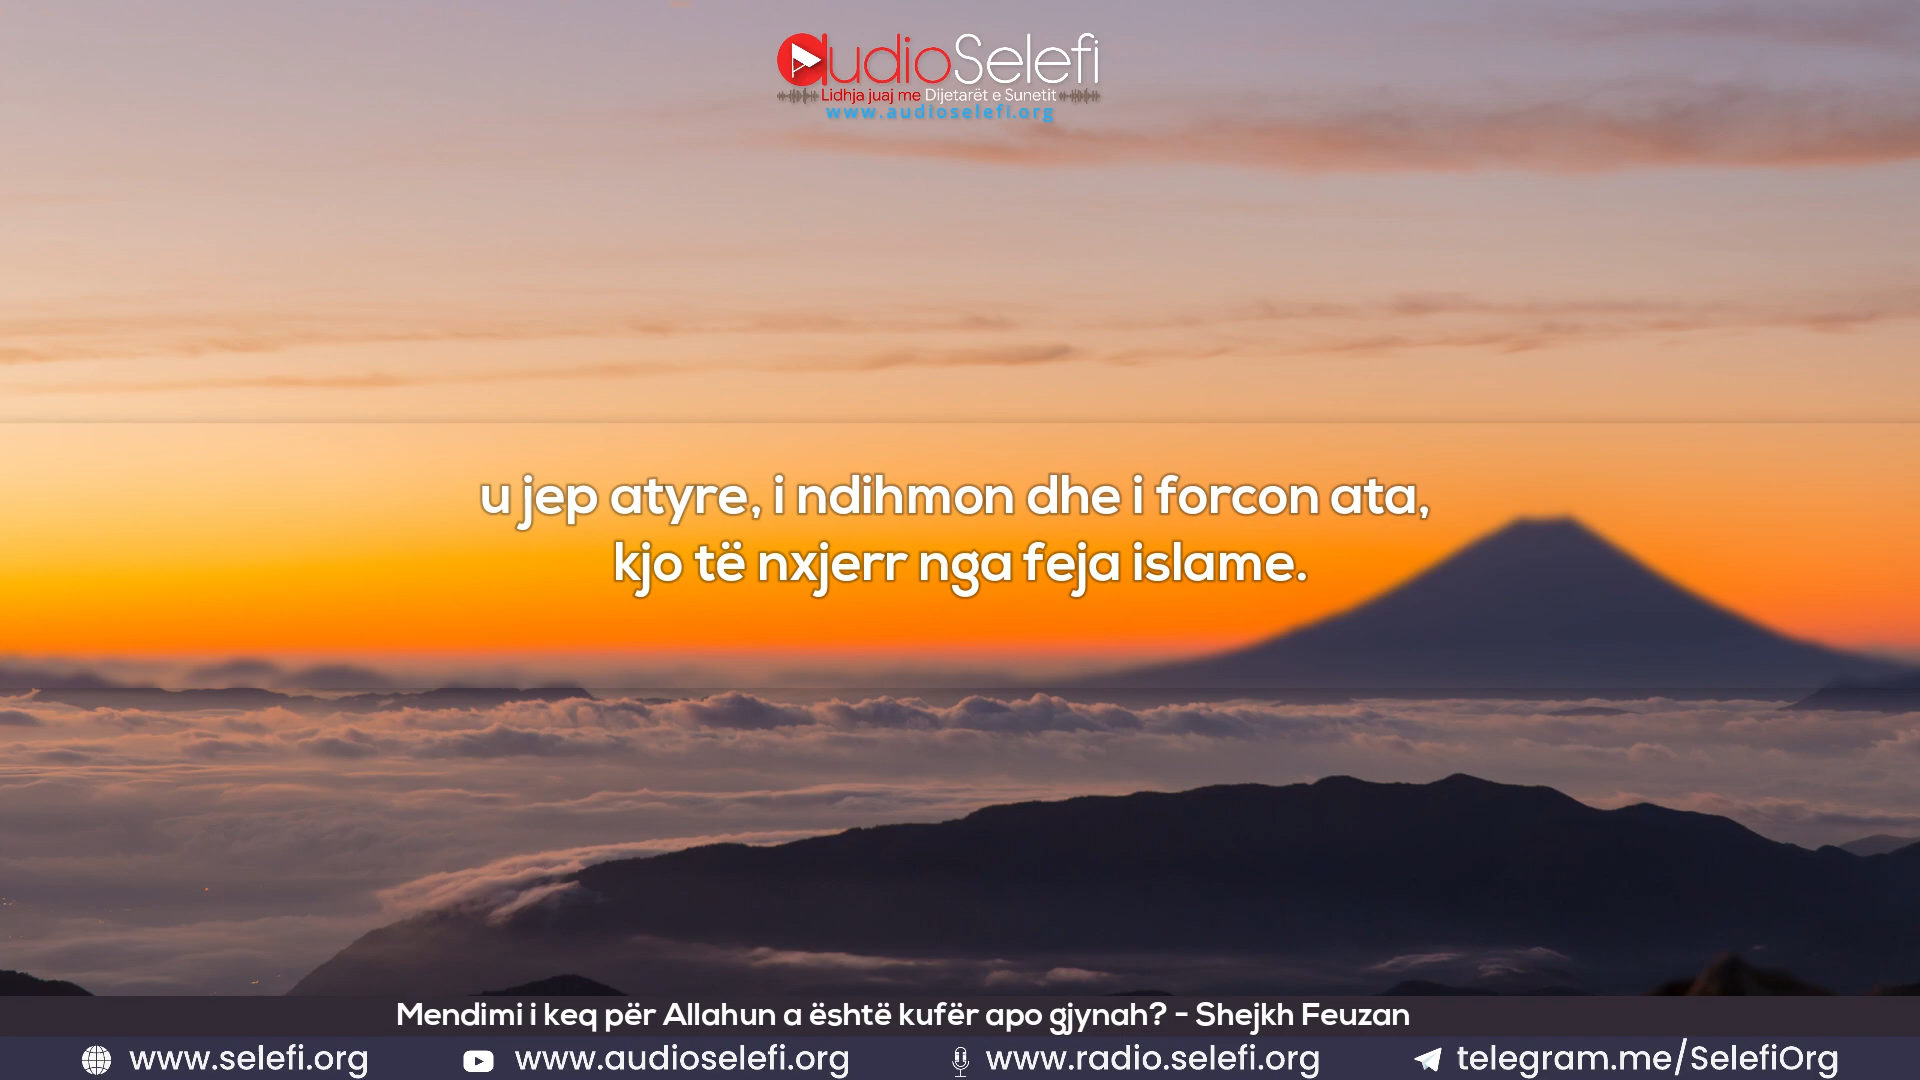 audioSelefi
Lidhja juaj me Dijetarët e Sunetit
www.audioselefi.org
u jep atyre, i ndihmon dhe i forcon ata,
kjo të nxjerr nga feja islame.
Mendimi i keq për Allahun a është kufër apo gjynah? - Shejkh Feuzan
www.selefi.org www.audioselefi.org www.radio.selefi.org telegram.me/SelefiOrg